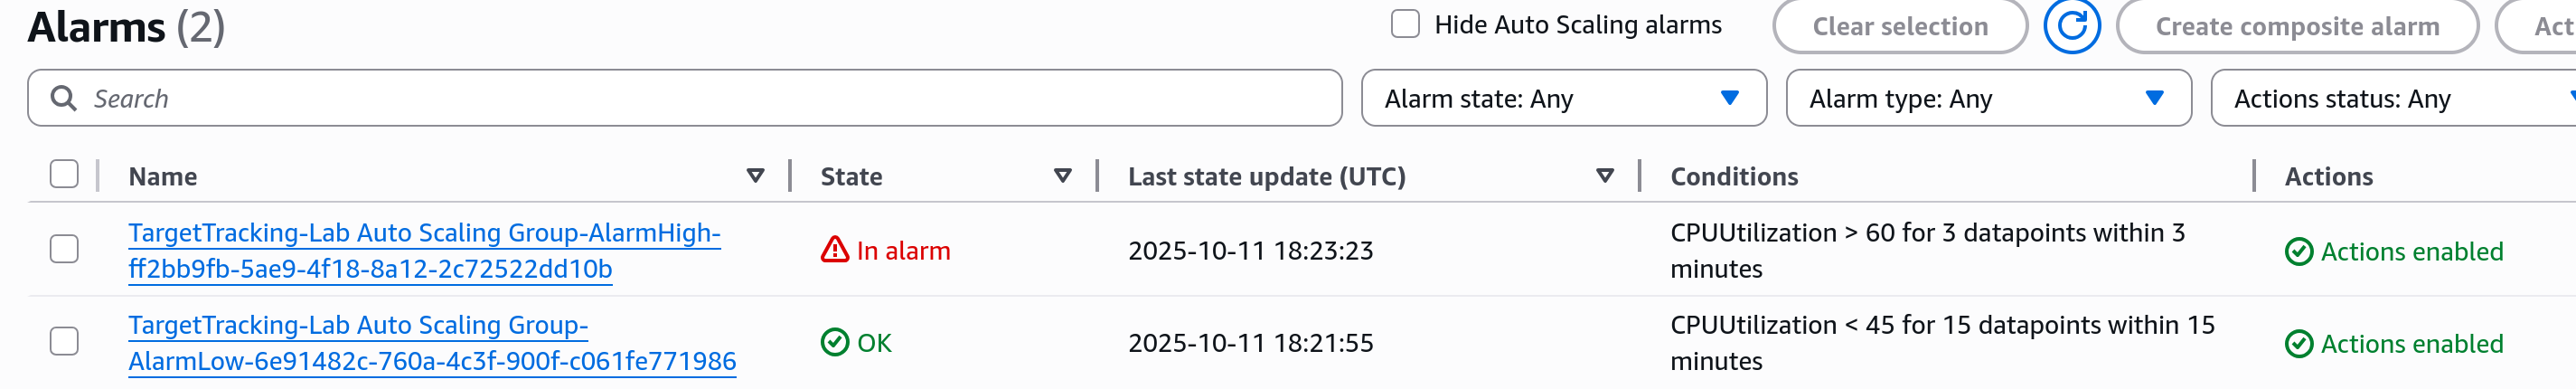 Alarms (2)
Hide Auto Scaling alarms
Clear selection
Create composite alarm
Act
Search
Alarm state: Any
Alarm type: Any
Actions status: Any
Name
State
Last state update (UTC)
Conditions
Actions
TargetTracking-Lab Auto Scaling Group-AlarmHigh-
ff2bb9fb-5ae9-4f18-8a12-2c72522dd10b
In alarm
2025-10-11 18:23:23
CPUUtilization > 60 for 3 datapoints within 3
minutes
Actions enabled
TargetTracking-Lab Auto Scaling Group-
AlarmLow-6e91482c-760a-4c3f-900f-c061fe771986
OK
2025-10-11 18:21:55
CPUUtilization < 45 for 15 datapoints within 15
minutes
Actions enabled